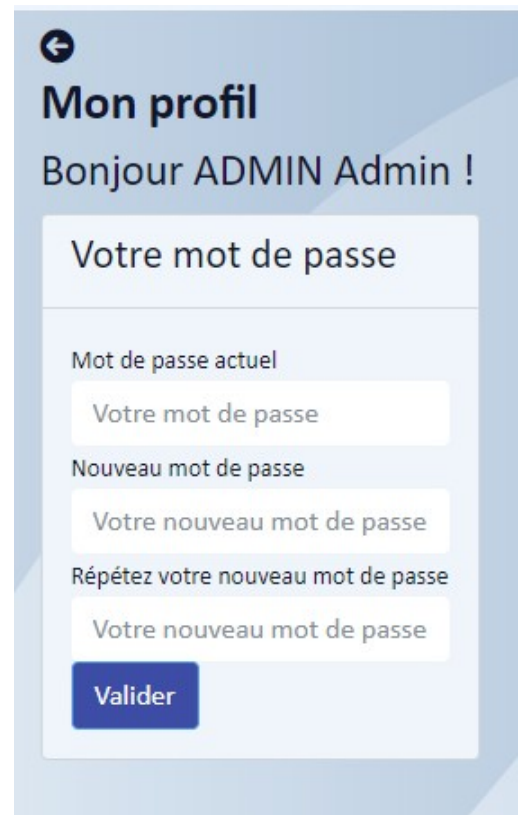 Mon profil
Bonjour ADMIN Admin !
Votre mot de passe
Mot de passe actuel
Votre mot de passe
Nouveau mot de passe
Votre nouveau mot de passe
Répétez votre nouveau mot de passe
Votre nouveau mot de passe
Valider